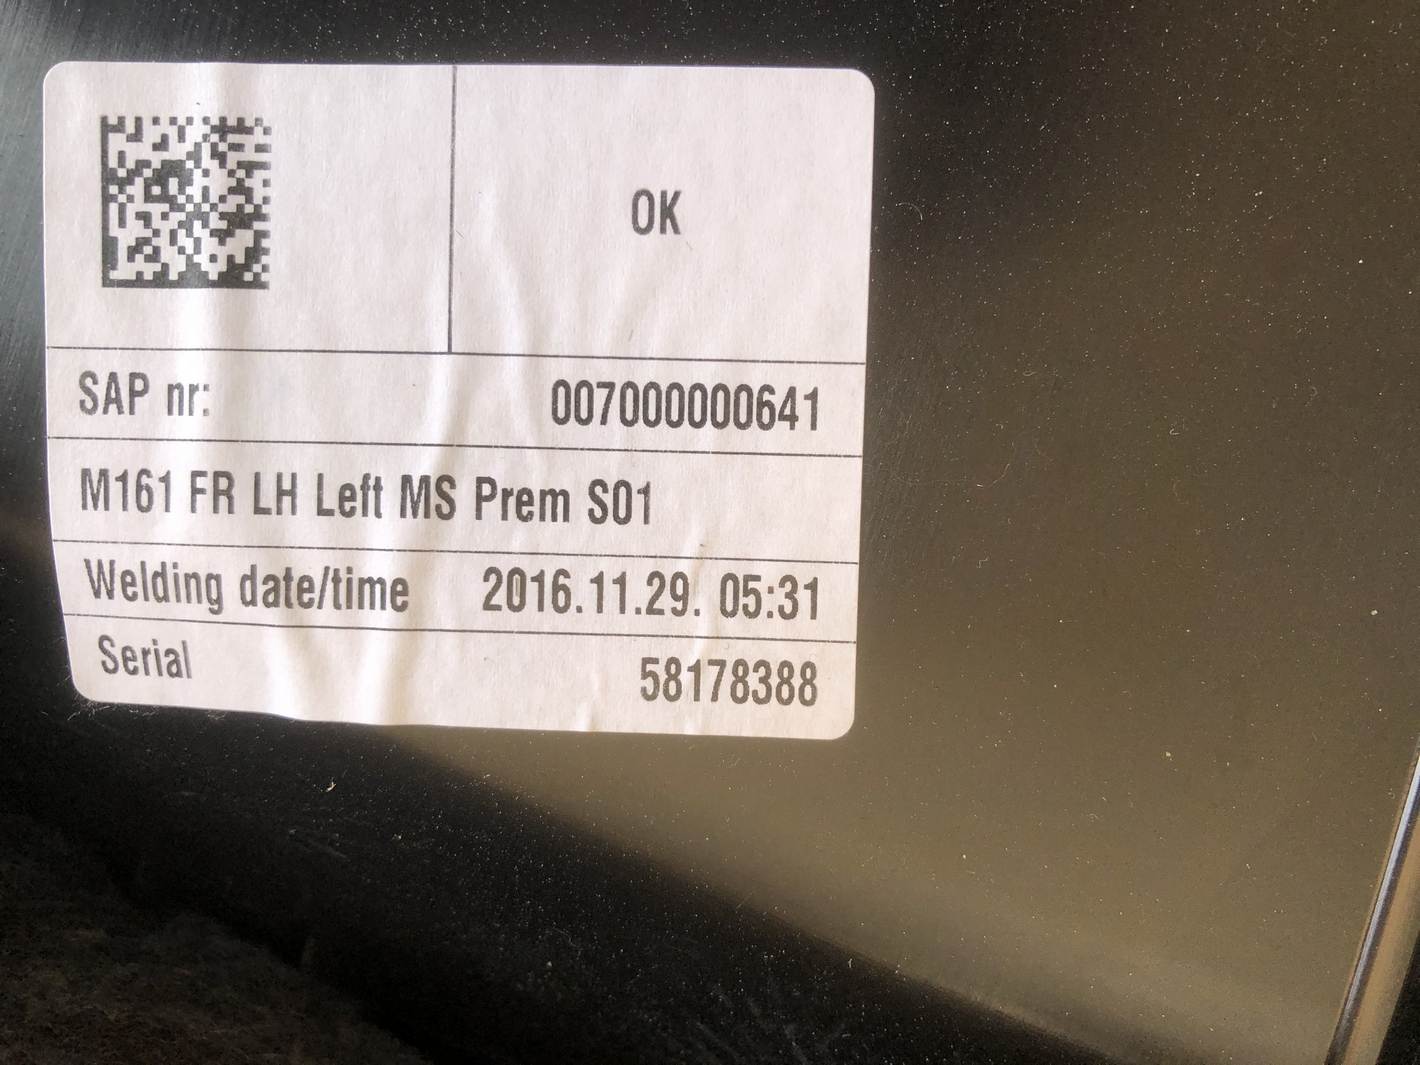 OK
SAP nr: 007000000641
M161 FR LH Left MS Prem S01
Welding date/time 2016.11.29. 05:31
Serial 58178388